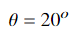 θ = 20°